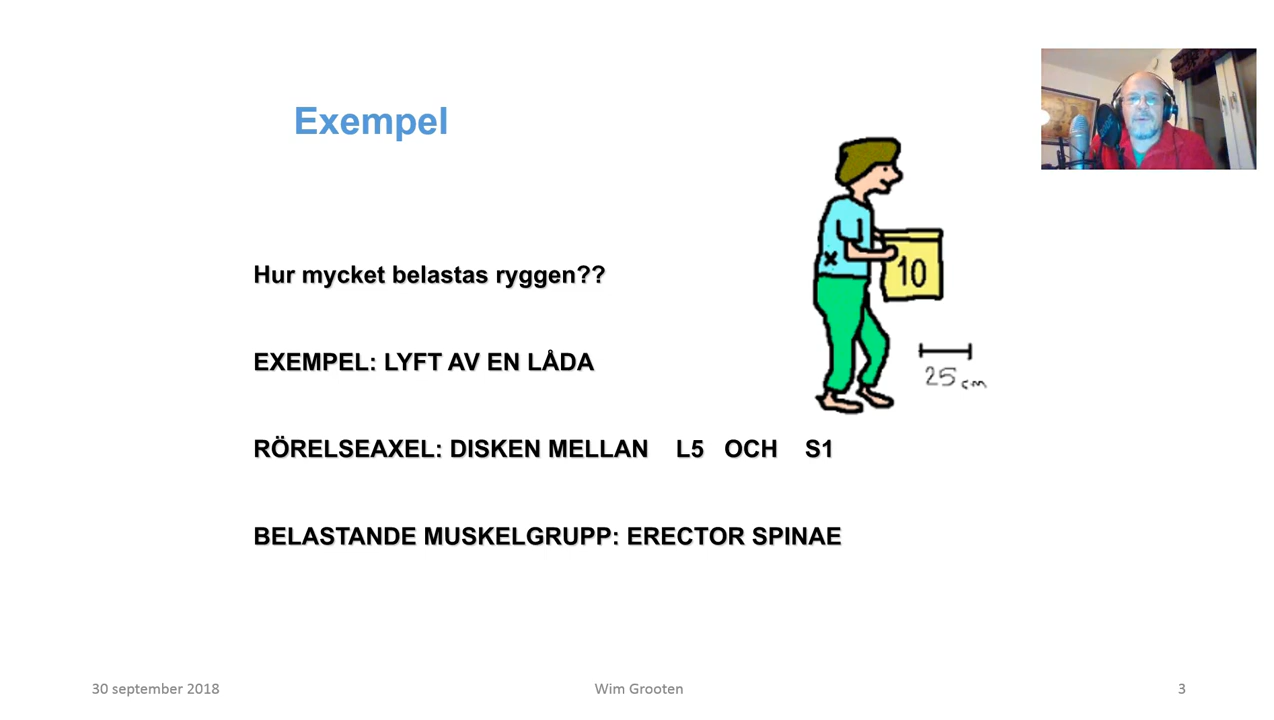 Exempel
Hur mycket belastas ryggen??
EXEMPEL: LYFT AV EN LÅDA
RÖRELSEAXEL: DISKEN MELLAN L5 OCH S1
BELASTANDE MUSKELGRUPP: ERECTOR SPINAE
10
25 cm
30 september 2018
Wim Grooten
3